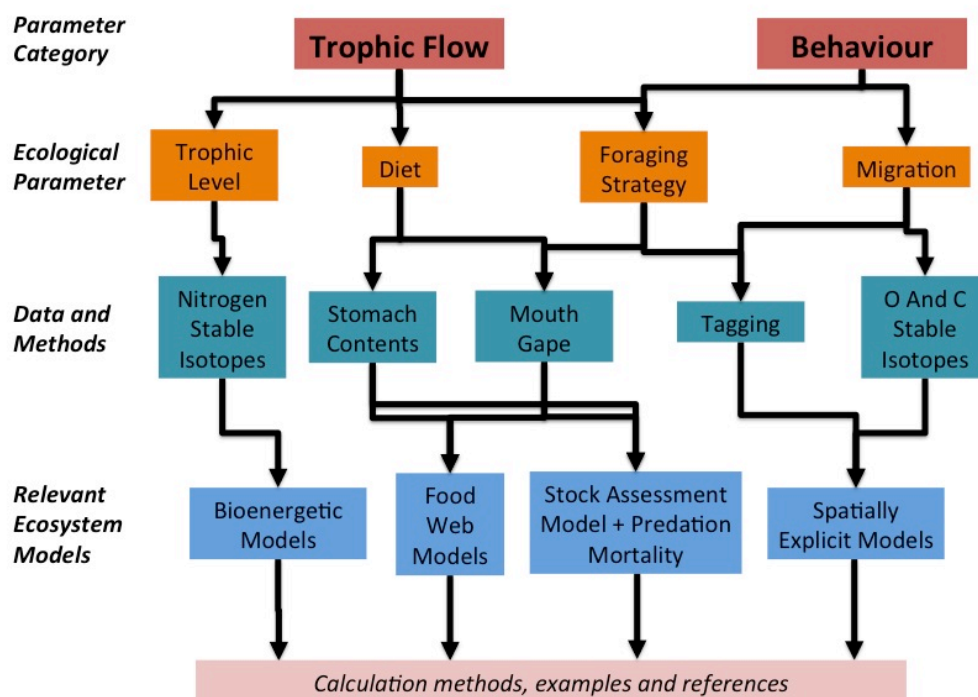 Parameter
Category
Trophic Flow
Behaviour
Ecological
Parameter
Trophic
Level
Diet
Foraging
Strategy
Migration
Data and
Methods
Nitrogen
Stable
Isotopes
Stomach
Contents
Mouth
Gape
Tagging
O And C
Stable
Isotopes
Relevant
Ecosystem
Models
Bioenergetic
Models
Food
Web
Models
Stock Assessment
Model + Predation
Mortality
Spatially
Explicit Models
Calculation methods, examples and references